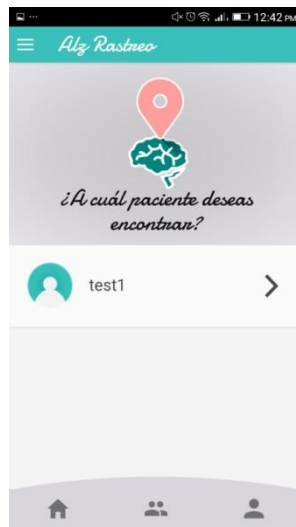 12:42 PM
Alz Rastreo
¿A cuál paciente deseas
encontrar?
test1